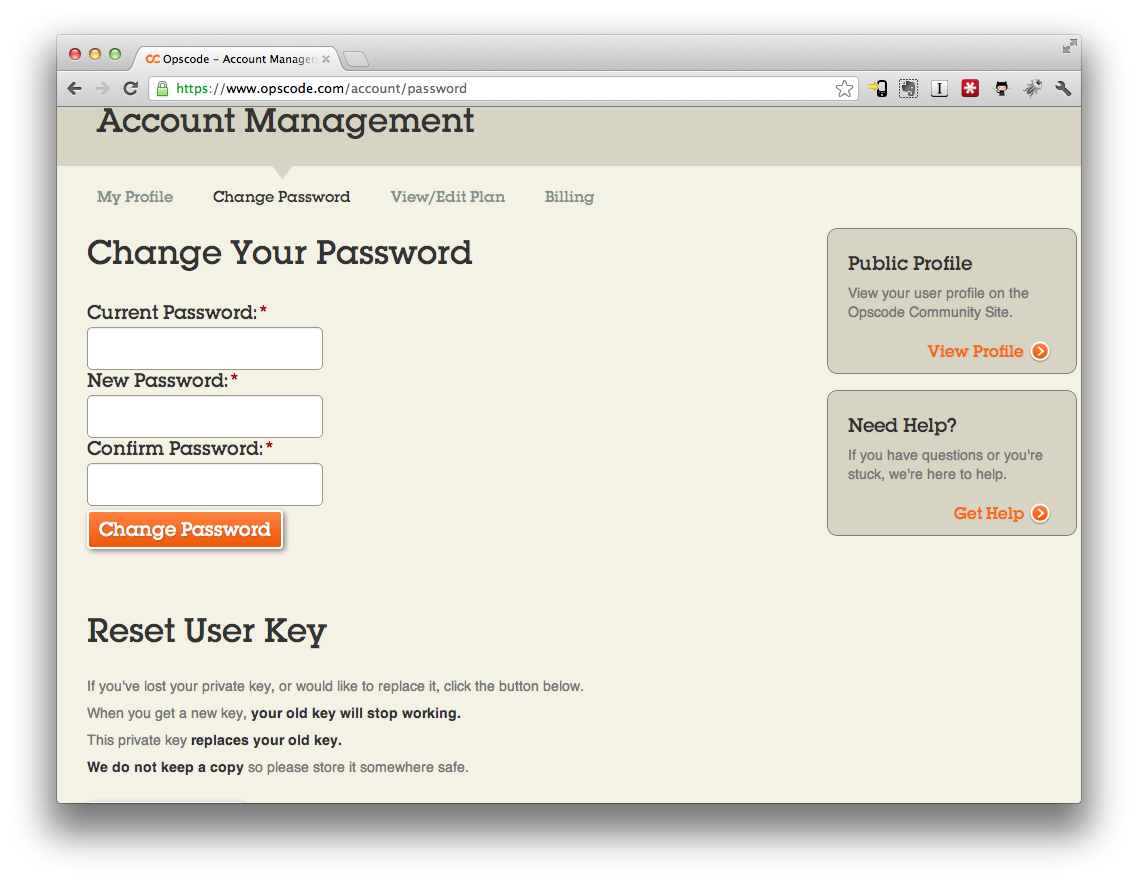 Opscode - Account Manager
https://www.opscode.com/account/password
Account Management
My Profile
Change Password
View/Edit Plan
Billing
Change Your Password
Current Password:*
New Password:*
Confirm Password:*
Change Password
Public Profile
View your user profile on the
Opscode Community Site.
View Profile
Need Help?
If you have questions or you're
stuck, we're here to help.
Get Help
Reset User Key
If you've lost your private key, or would like to replace it, click the button below.
When you get a new key, your old key will stop working.
This private key replaces your old key.
We do not keep a copy so please store it somewhere safe.